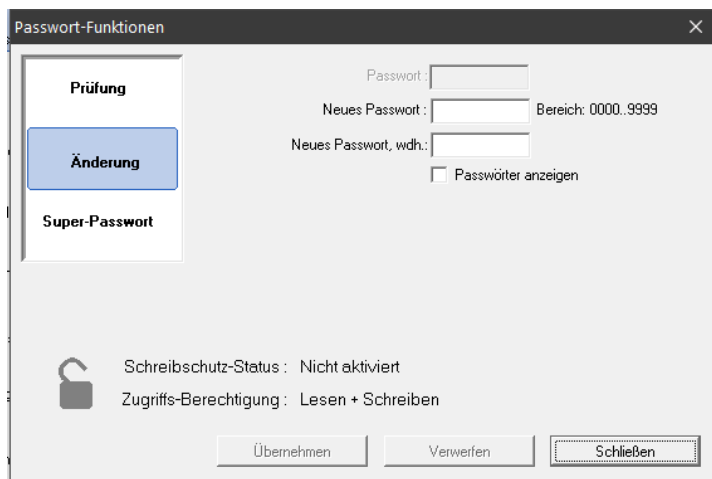 Passwort-Funktionen
Prüfung
Änderung
Super-Passwort
Passwort :
Neues Passwort : Bereich: 0000..9999
Neues Passwort, wdh.:
Passwörter anzeigen
Schreibschutz-Status : Nicht aktiviert
Zugriffs-Berechtigung : Lesen + Schreiben
Übernehmen Verwerfen Schließen